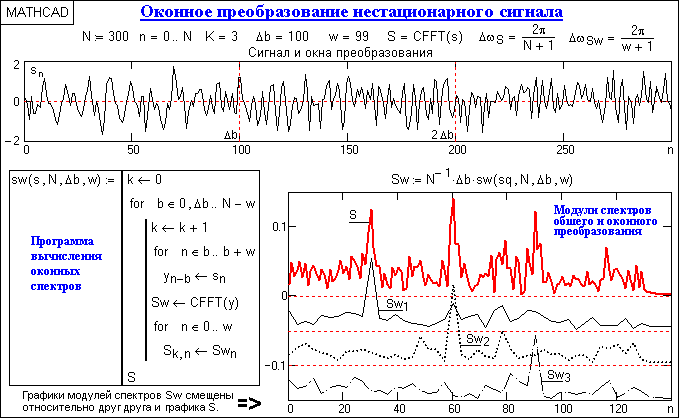 MATHCAD
Оконное преобразование нестационарного сигнала
N := 300 n = 0.. N K = 3 Δb = 100 w = 99 S = CFFT(s) Δω_S = 2π / (N + 1) Δω_Sw = 2π / (w + 1)
Сигнал и окна преобразования
2
s_n
0
−2
Δb
2 Δb
0 50 100 150 200 250 n
sw(s, N, Δb, w) :=
k ← 0
for b ∈ 0, Δb .. N − w
k ← k + 1
for n ∈ b .. b + w
y_n−b ← s_n
Sw ← CFFT(y)
for n ∈ 0 .. w
S_k,n ← Sw_n
S
Программа
вычисления
оконных
спектров
Графики модулей спектров Sw смещены
относительно друг друга и графика S.
=>
Sw := N^−1·Δb·sw(sq, N, Δb, w)
Модули спектров
общего и оконного
преобразования
0.1
S
0
Sw1
Sw2
−0.1
Sw3
0 20 40 60 80 100 120 n